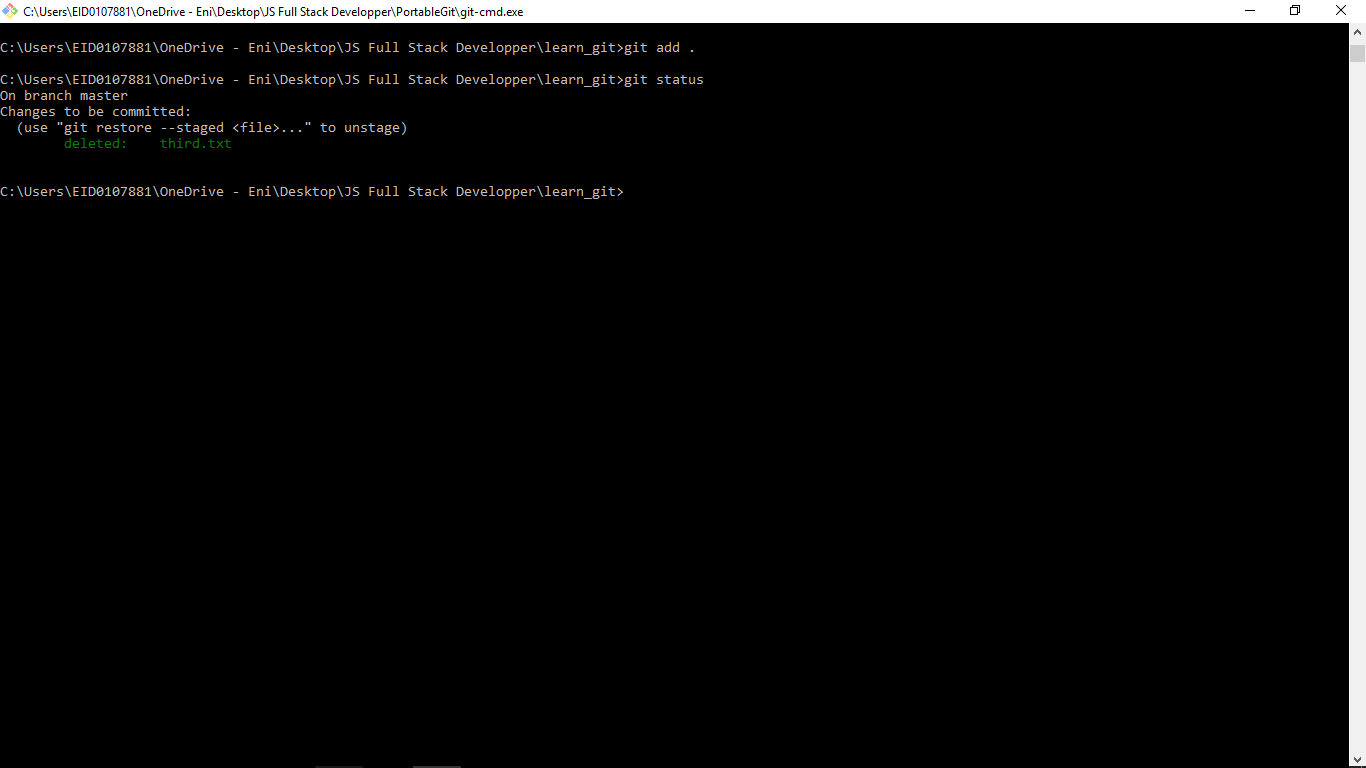 C:\Users\EID0107881\OneDrive - Eni\Desktop\JS Full Stack Developper\PortableGit\git-cmd.exe
C:\Users\EID0107881\OneDrive - Eni\Desktop\JS Full Stack Developper\learn_git>git add .
C:\Users\EID0107881\OneDrive - Eni\Desktop\JS Full Stack Developper\learn_git>git status
On branch master
Changes to be committed:
  (use "git restore --staged <file>..." to unstage)
        deleted:    third.txt
C:\Users\EID0107881\OneDrive - Eni\Desktop\JS Full Stack Developper\learn_git>